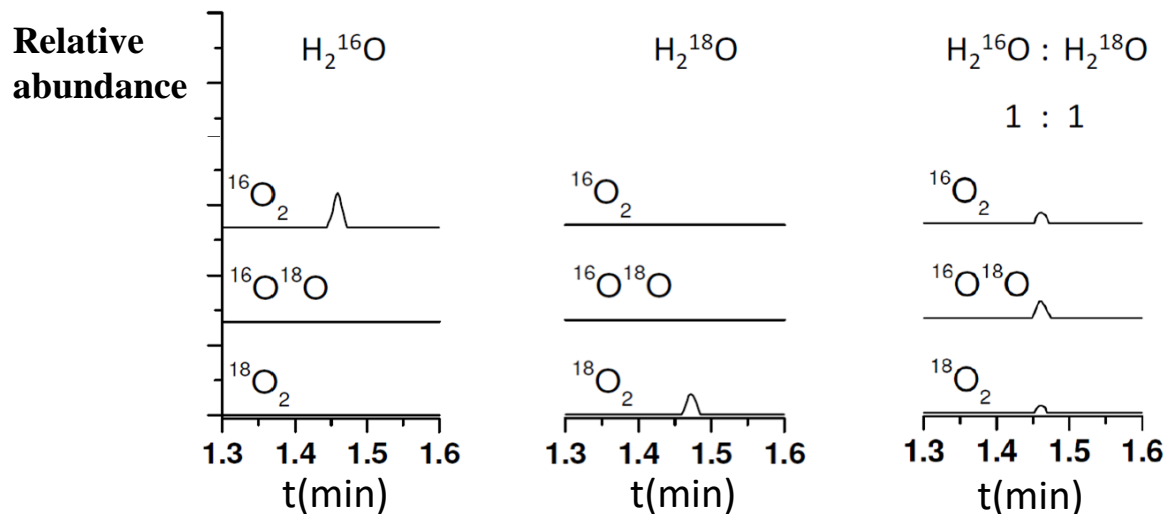 Relative
abundance
H₂¹⁶O
¹⁶O₂
¹⁶O¹⁸O
¹⁸O₂
1.3 1.4 1.5 1.6
t(min)
H₂¹⁸O
¹⁶O₂
¹⁶O¹⁸O
¹⁸O₂
1.3 1.4 1.5 1.6
t(min)
H₂¹⁶O : H₂¹⁸O
1 : 1
¹⁶O₂
¹⁶O¹⁸O
¹⁸O₂
1.3 1.4 1.5 1.6
t(min)